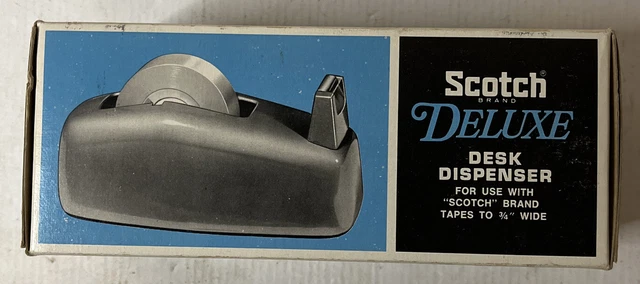 Scotch®
BRAND
DELUXE
DESK
DISPENSER
FOR USE WITH
"SCOTCH" BRAND
TAPES TO ¾" WIDE